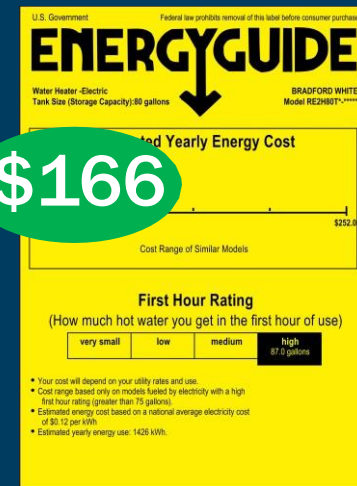 U.S. Government Federal law prohibits removal of this label before consumer purchase
ENERGYGUIDE
Water Heater -Electric
Tank Size (Storage Capacity):80 gallons
BRADFORD WHITE
Model RE2H80T*-*****
Yearly Energy Cost
$166
$252.0
Cost Range of Similar Models
First Hour Rating
(How much hot water you get in the first hour of use)
very small low medium high
87.0 gallons
• Your cost will depend on your utility rates and use.
• Cost range based only on models fueled by electricity with a high
first hour rating (greater than 75 gallons).
• Estimated energy cost based on a national average electricity cost
of $0.12 per kWh
• Estimated yearly energy use: 1426 kWh.